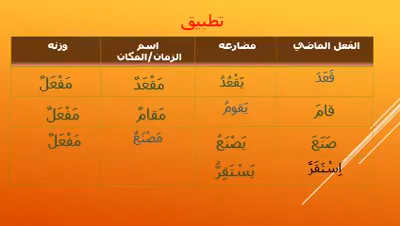 تطبيق
الفعل الماضي مضارعه اسم الزمان/المكان وزنه
قَعَدَ يَقْعُدُ مَقْعَدٌ مَفْعَلٌ
قامَ يَقومُ مَقامٌ مَفْعَلٌ
صَنَعَ يَصْنَعُ مَصْنَعٌ مَفْعَلٌ
اِسْتَقَرَّ يَسْتَقِرُّ